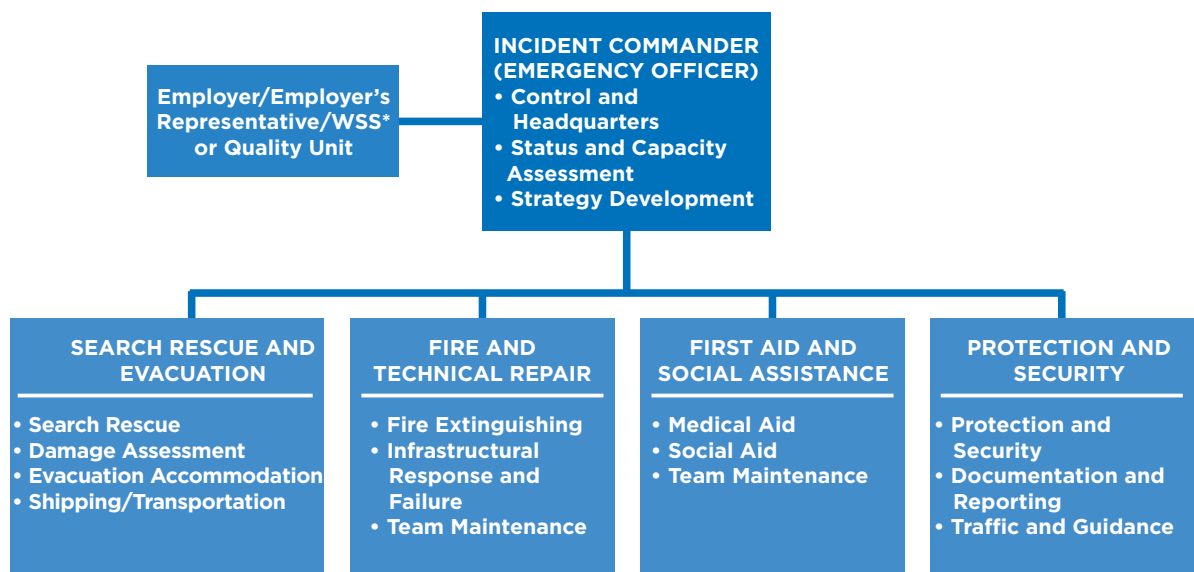 INCIDENT COMMANDER
(EMERGENCY OFFICER)
• Control and
Headquarters
• Status and Capacity
Assessment
• Strategy Development
Employer/Employer’s
Representative/WSS*
or Quality Unit
SEARCH RESCUE AND
EVACUATION
• Search Rescue
• Damage Assessment
• Evacuation Accommodation
• Shipping/Transportation
FIRE AND
TECHNICAL REPAIR
• Fire Extinguishing
• Infrastructural
Response and
Failure
• Team Maintenance
FIRST AID AND
SOCIAL ASSISTANCE
• Medical Aid
• Social Aid
• Team Maintenance
PROTECTION AND
SECURITY
• Protection and
Security
• Documentation and
Reporting
• Traffic and Guidance